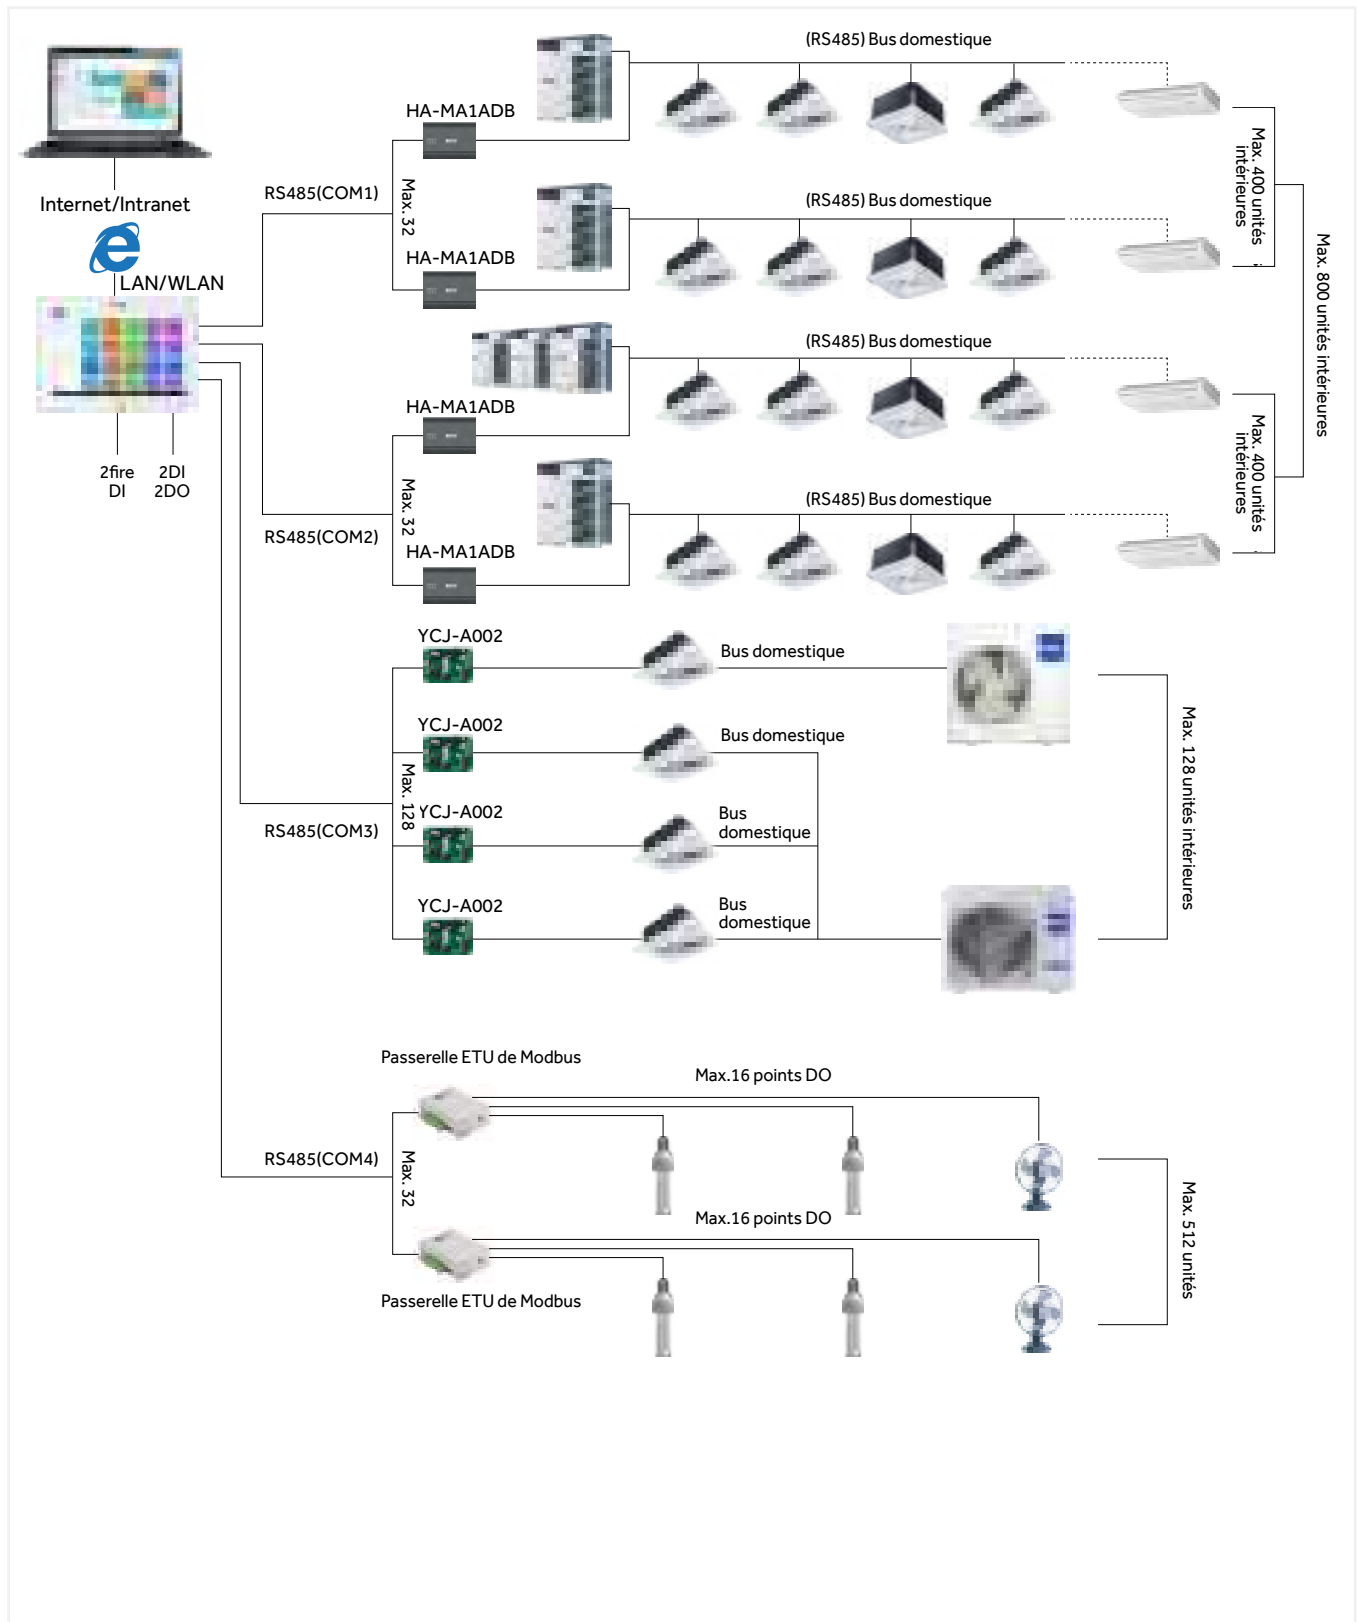 (RS485) Bus domestique
HA-MA1ADB
Max. 400 unités
intérieures
RS485(COM1)
Max. 32
Internet/Intranet
(RS485) Bus domestique
HA-MA1ADB
LAN/WLAN
Max. 800 unités intérieures
(RS485) Bus domestique
HA-MA1ADB
Max. 400 unités
intérieures
2fire
DI
2DI
2DO
Max. 32
(RS485) Bus domestique
RS485(COM2)
HA-MA1ADB
YCJ-A002
Bus domestique
YCJ-A002
Bus domestique
Max. 128
Max. 128 unités intérieures
YCJ-A002
Bus
domestique
RS485(COM3)
YCJ-A002
Bus
domestique
Passerelle ETU de Modbus
Max.16 points DO
RS485(COM4)
Max. 32
Max. 512 unités
Max.16 points DO
Passerelle ETU de Modbus